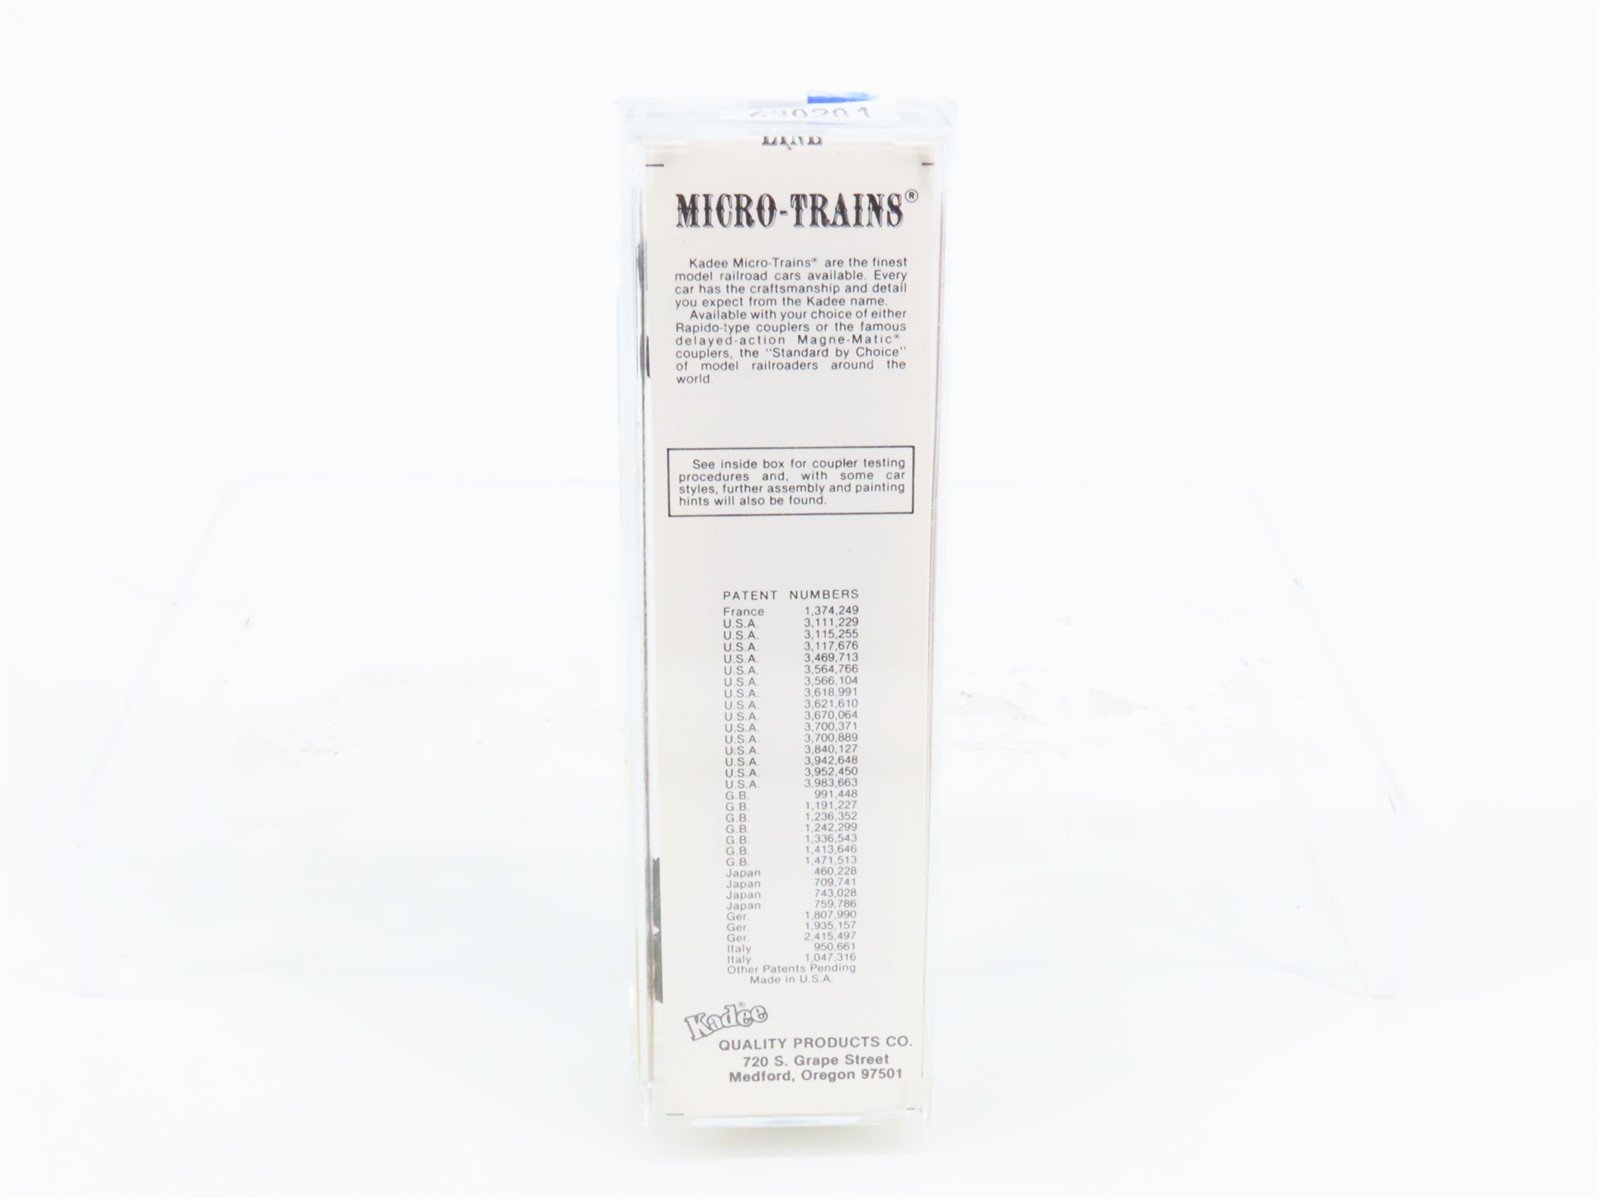 LINE
MICRO-TRAINS®
Kadee Micro-Trains® are the finest
model railroad cars available. Every
car has the craftsmanship and detail
you expect from the Kadee name.
Available with your choice of either
Rapido-type couplers or the famous
delayed-action Magne-Matic®
couplers, the "Standard by Choice"
of model railroaders around the
world.
See inside box for coupler testing
procedures and, with some car
styles, further assembly and painting
hints will also be found.
PATENT NUMBERS
France 1,374,249
U.S.A. 3,111,229
U.S.A. 3,115,255
U.S.A. 3,117,676
U.S.A. 3,469,713
U.S.A. 3,564,766
U.S.A. 3,566,104
U.S.A. 3,618,991
U.S.A. 3,621,610
U.S.A. 3,670,064
U.S.A. 3,700,371
U.S.A. 3,700,889
U.S.A. 3,840,127
U.S.A. 3,942,648
U.S.A. 3,952,450
U.S.A. 3,983,663
G.B. 991,448
G.B. 1,191,227
G.B. 1,236,352
G.B. 1,242,299
G.B. 1,336,543
G.B. 1,413,646
G.B. 1,471,513
Japan 460,228
Japan 709,741
Japan 743,028
Japan 759,786
Ger. 1,807,990
Ger. 1,935,157
Ger. 2,415,497
Italy 950,661
Italy 1,047,316
Other Patents Pending
Made in U.S.A.
Kadee®
QUALITY PRODUCTS CO.
720 S. Grape Street
Medford, Oregon 97501